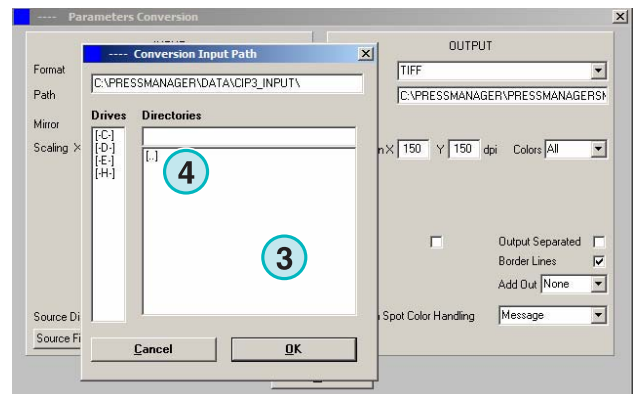 ---- Parameters Conversion
---- Conversion Input Path
OUTPUT
Format
TIFF
C:\PRESSMANAGER\DATA\CIP3_INPUT\
Path
C:\PRESSMANAGER\PRESSMANAGERSH
Mirror
Drives Directories
Scaling X
[-C-]
[-D-]
[-E-]
[-H-]
[..]
4
3
X 150 Y 150 dpi Colors All
Output Separated
Border Lines
Add Out None
Source Di
Spot Color Handling Message
Source Fi
Cancel OK